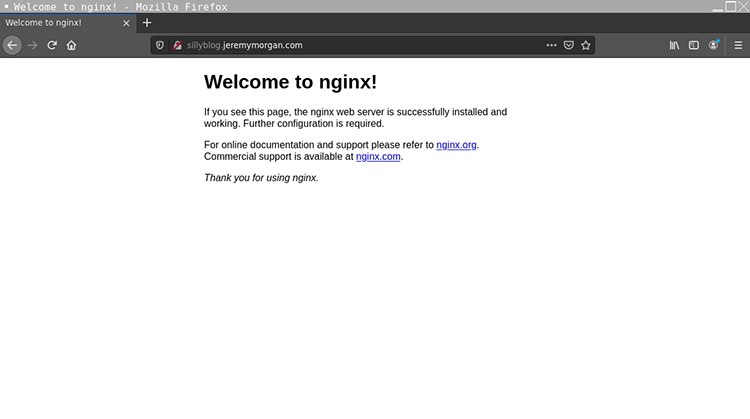 Welcome to nginx! - Mozilla Firefox
Welcome to nginx!
sillyblog.jeremymorgan.com
Welcome to nginx!
If you see this page, the nginx web server is successfully installed and
working. Further configuration is required.
For online documentation and support please refer to nginx.org.
Commercial support is available at nginx.com.
Thank you for using nginx.